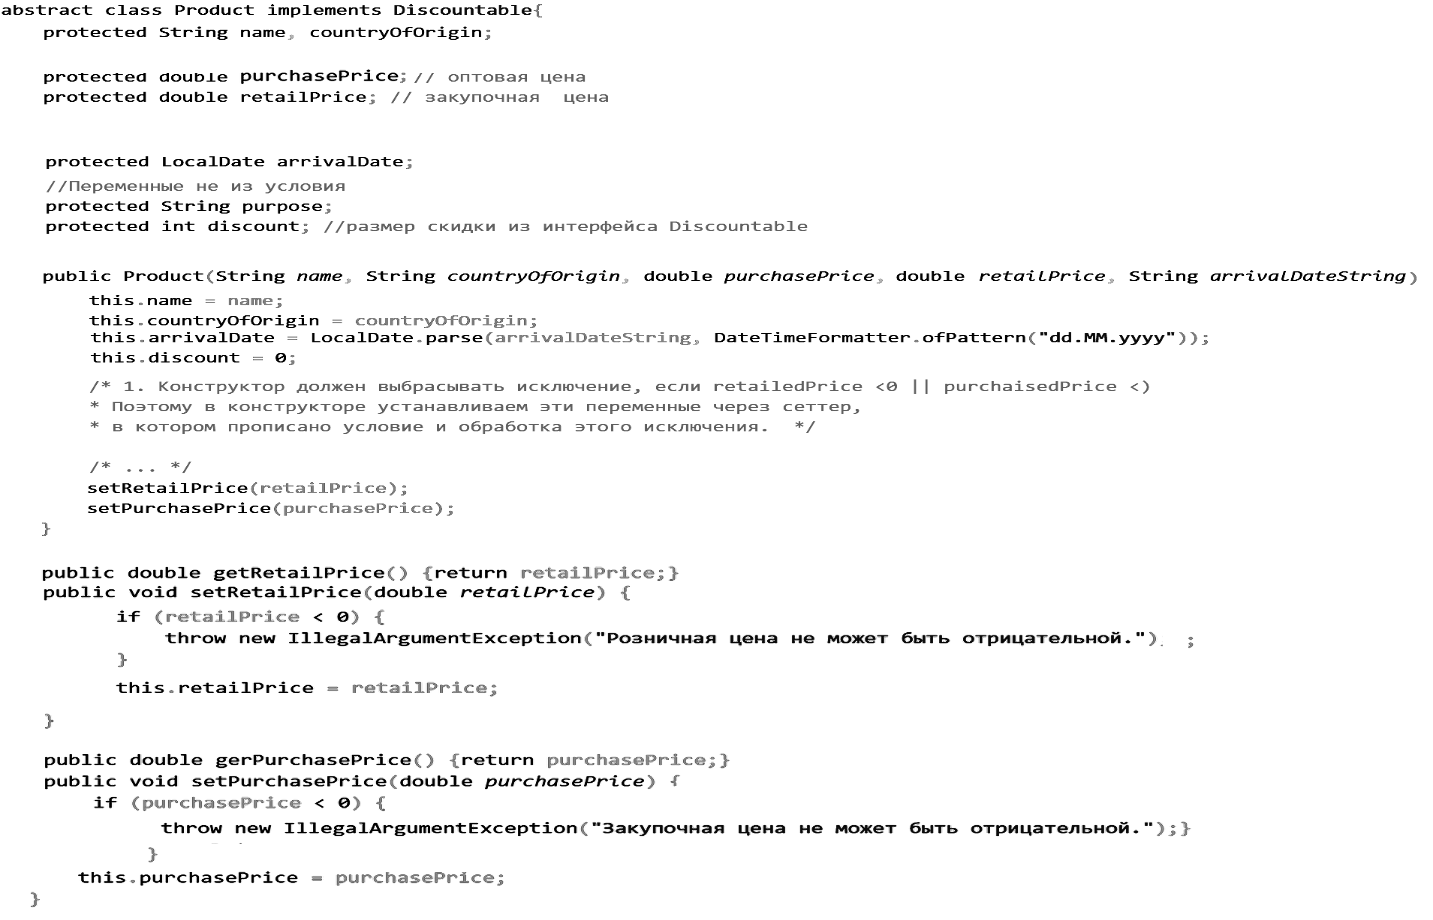 abstract class Product implements Discountable{
protected String name, countryOfOrigin;
protected double purchasePrice; // оптовая цена
protected double retailPrice; // закупочная цена
protected LocalDate arrivalDate;
//Переменные не из условия
protected String purpose;
protected int discount; //размер скидки из интерфейса Discountable
public Product(String name, String countryOfOrigin, double purchasePrice, double retailPrice, String arrivalDateString)
this.name = name;
this.countryOfOrigin = countryOfOrigin;
this.arrivalDate = LocalDate.parse(arrivalDateString, DateTimeFormatter.ofPattern("dd.MM.yyyy"));
this.discount = 0;
/* 1. Конструктор должен выбрасывать исключение, если retailedPrice <0 || purchaisedPrice <)
* Поэтому в конструкторе устанавливаем эти переменные через сеттер,
* в котором прописано условие и обработка этого исключения. */
/* ... */
setRetailPrice(retailPrice);
setPurchasePrice(purchasePrice);
}
public double getRetailPrice() {return retailPrice;}
public void setRetailPrice(double retailPrice) {
if (retailPrice < 0) {
throw new IllegalArgumentException("Розничная цена не может быть отрицательной.") ;
}
this.retailPrice = retailPrice;
}
public double gerPurchasePrice() {return purchasePrice;}
public void setPurchasePrice(double purchasePrice) {
if (purchasePrice < 0) {
throw new IllegalArgumentException("Закупочная цена не может быть отрицательной.");}
}
this.purchasePrice = purchasePrice;
}